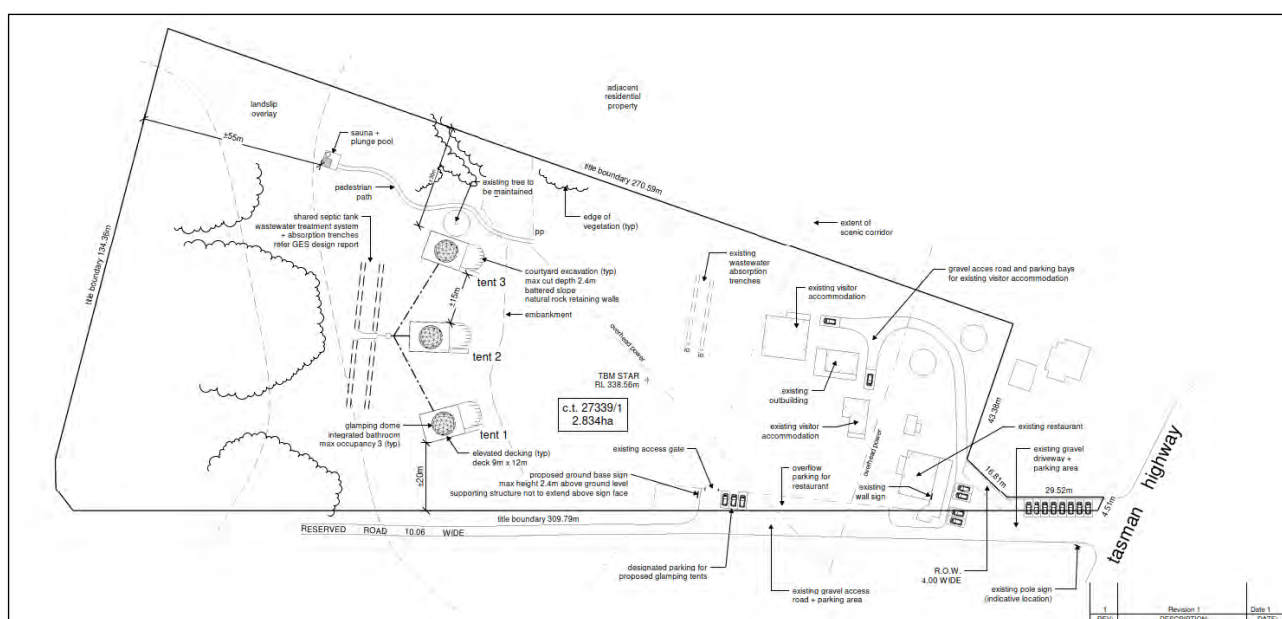 adjacent
residential
property
landslip
overlay
±55m
sauna +
plunge pool
title boundary 270.59m
pedestrian
path
existing tree to
be maintained
edge of
vegetation (typ)
pp
extent of
scenic corridor
title boundary 134.36m
shared septic tank
wastewater treatment system
+ absorption trenches
refer GES design report
courtyard excavation (typ)
max cut depth 2.4m
battered slope
natural rock retaining walls
tent 3
±15m
embankment
existing
wastewater
absorption
trenches
existing visitor
accommodation
gravel acces road and parking bays
for existing visitor accommodation
overhead power
tent 2
TBM STAR
RL 338.56m
existing
outbuilding
c.t. 27339/1
2.834ha
43.38m
glamping dome
integrated bathroom
max occupancy 3 (typ)
tent 1
elevated decking (typ)
deck 9m x 12m
±20m
existing visitor
accommodation
existing restaurant
existing access gate
proposed ground base sign
max height 2.4m above ground level
supporting structure not to extend above sign face
overflow
parking for
restaurant
overhead power
existing
wall sign
existing gravel
driveway +
parking area
16.81m
29.52m
4.51m
tasman highway
title boundary 309.79m
RESERVED ROAD 10.06 WIDE
designated parking for
proposed glamping tents
existing gravel access
road + parking area
R.O.W.
4.00 WIDE
existing pole sign
(indicative location)
1 Revision 1 Date 1
REV: DESCRIPTION: DATE: